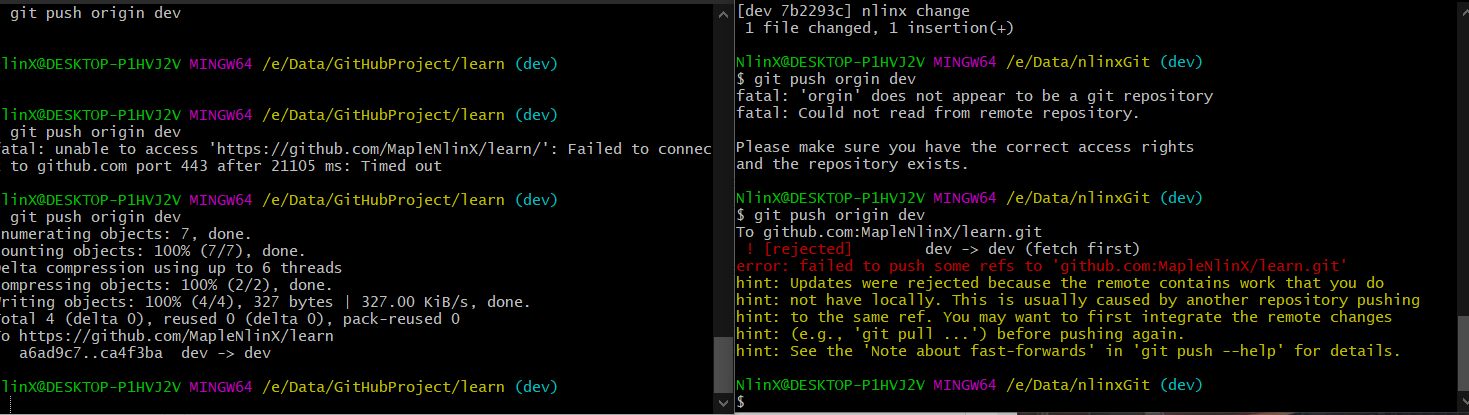 git push origin dev
linX@DESKTOP-P1HVJ2V MINGW64 /e/Data/GitHubProject/learn (dev)
linX@DESKTOP-P1HVJ2V MINGW64 /e/Data/GitHubProject/learn (dev)
git push origin dev
atal: unable to access 'https://github.com/MapleNlinX/learn/': Failed to connec
to github.com port 443 after 21105 ms: Timed out
linX@DESKTOP-P1HVJ2V MINGW64 /e/Data/GitHubProject/learn (dev)
git push origin dev
numerating objects: 7, done.
ounting objects: 100% (7/7), done.
Delta compression using up to 6 threads
ompressing objects: 100% (2/2), done.
riting objects: 100% (4/4), 327 bytes | 327.00 KiB/s, done.
Total 4 (delta 0), reused 0 (delta 0), pack-reused 0
To https://github.com/MapleNlinX/learn
a6ad9c7..ca4f3ba  dev -> dev
linX@DESKTOP-P1HVJ2V MINGW64 /e/Data/GitHubProject/learn (dev)
[dev 7b2293c] nlinx change
1 file changed, 1 insertion(+)
NlinX@DESKTOP-P1HVJ2V MINGW64 /e/Data/nlinxGit (dev)
$ git push orgin dev
fatal: 'orgin' does not appear to be a git repository
fatal: Could not read from remote repository.
Please make sure you have the correct access rights
and the repository exists.
NlinX@DESKTOP-P1HVJ2V MINGW64 /e/Data/nlinxGit (dev)
$ git push origin dev
To github.com:MapleNlinX/learn.git
! [rejected]        dev -> dev (fetch first)
error: failed to push some refs to 'github.com:MapleNlinX/learn.git'
hint: Updates were rejected because the remote contains work that you do
hint: not have locally. This is usually caused by another repository pushing
hint: to the same ref. You may want to first integrate the remote changes
hint: (e.g., 'git pull ...') before pushing again.
hint: See the 'Note about fast-forwards' in 'git push --help' for details.
NlinX@DESKTOP-P1HVJ2V MINGW64 /e/Data/nlinxGit (dev)
$